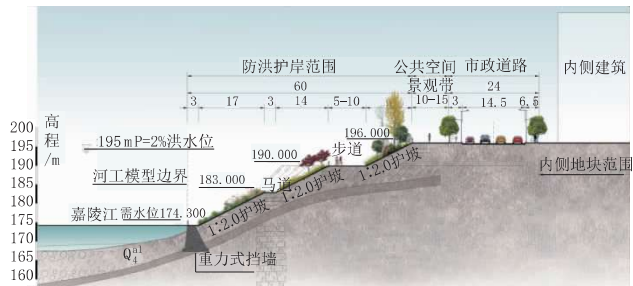 防洪护岸范围
公共空间
景观带
市政道路
内侧建筑
60
24
3
17
3
14
5-10
10-15
3
14.5
6.5
高程/m
200
195
190
185
180
175
170
165
160
195 m P=2%洪水位
196.000
步道
190.000
河工模型边界
183.000
马道
1:2.0护坡
1:2.0护坡
1:2.0护坡
内侧地块范围
嘉陵江需水位174.300
Q₄ᵃˡ
重力式挡墙